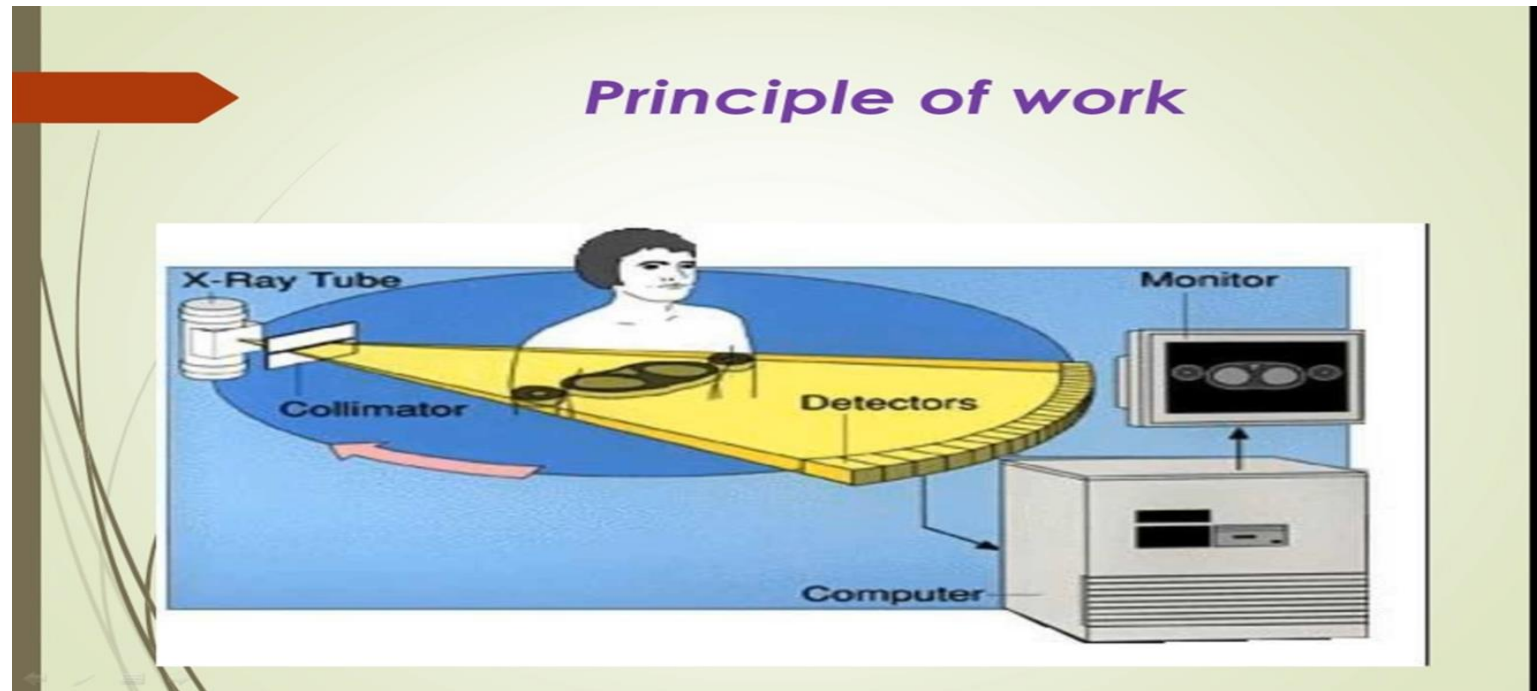 Principle of work
X-Ray Tube
Monitor
Collimator
Detectors
Computer